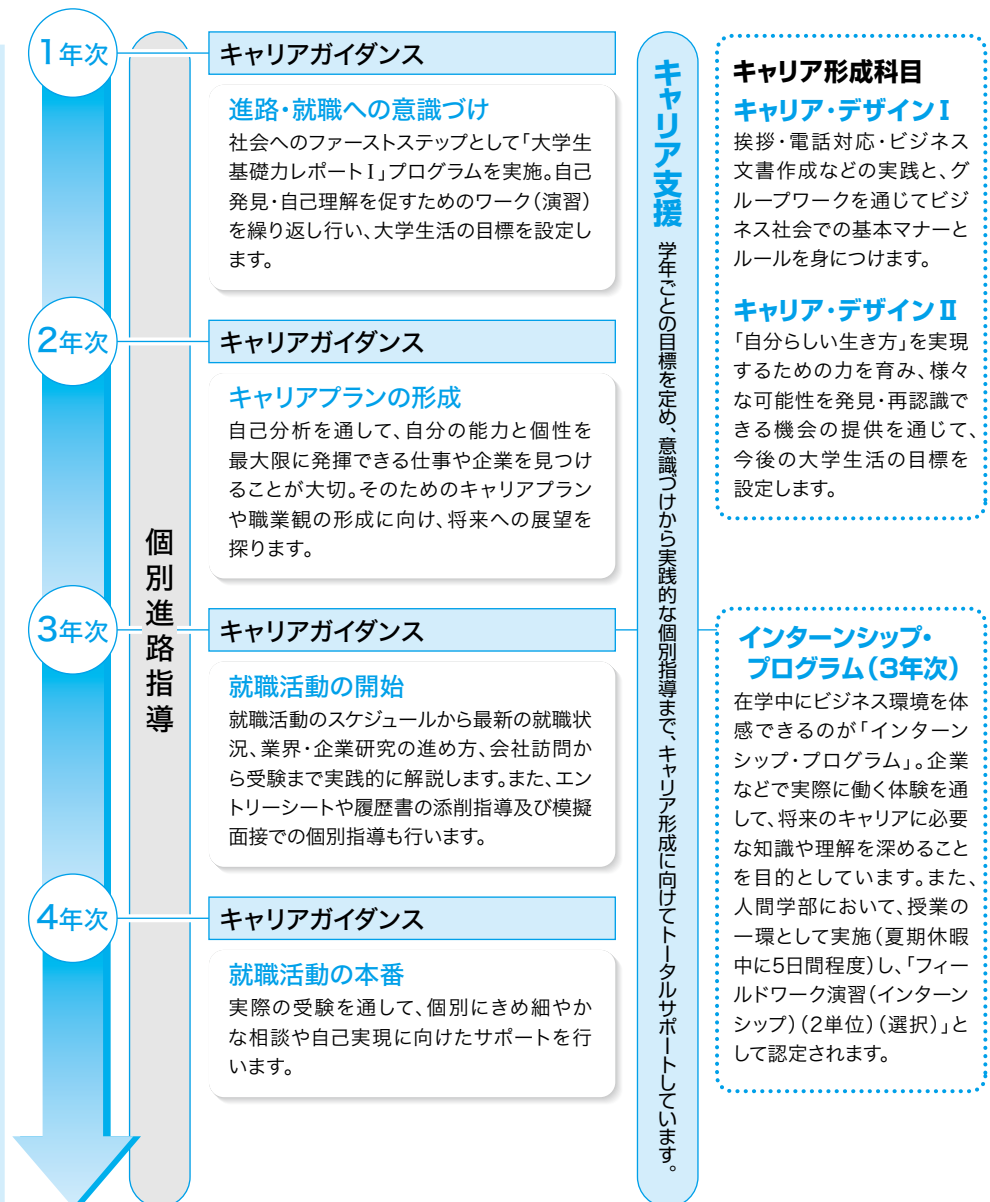 1年次
キャリアガイダンス
進路・就職への意識づけ
社会へのファーストステップとして「大学生
基礎力レポートⅠ」プログラムを実施。自己
発見・自己理解を促すためのワーク(演習)
を繰り返し行い、大学生活の目標を設定し
ます。
2年次
キャリアガイダンス
キャリアプランの形成
自己分析を通して、自分の能力と個性を
最大限に発揮できる仕事や企業を見つけ
ることが大切。そのためのキャリアプラン
や職業観の形成に向け、将来への展望を
探ります。
3年次
キャリアガイダンス
就職活動の開始
就職活動のスケジュールから最新の就職状
況、業界・企業研究の進め方、会社訪問か
ら受験まで実践的に解説します。また、エン
トリーシートや履歴書の添削指導及び模擬
面接での個別指導も行います。
4年次
キャリアガイダンス
就職活動の本番
実際の受験を通して、個別にきめ細やか
な相談や自己実現に向けたサポートを行
います。
個別進路指導
キャリア支援 学年ごとの目標を定め、意識づけから実践的な個別指導まで、キャリア形成に向けてトータルサポートしています。
キャリア形成科目
キャリア・デザインⅠ
挨拶・電話対応・ビジネス
文書作成などの実践と、グ
ループワークを通じてビジ
ネス社会での基本マナーと
ルールを身につけます。
キャリア・デザインⅡ
「自分らしい生き方」を実現
するための力を育み、様々
な可能性を発見・再認識で
きる機会の提供を通じて、
今後の大学生活の目標を
設定します。
インターンシップ・
プログラム(3年次)
在学中にビジネス環境を体
感できるのが「インターン
シップ・プログラム」。企業
などで実際に働く体験を通
して、将来のキャリアに必要
な知識や理解を深めること
を目的としています。また、
人間学部において、授業の
一環として実施(夏期休暇
中に5日間程度)し、「フィー
ルドワーク演習(インターン
シップ)(2単位)(選択)」と
して認定されます。